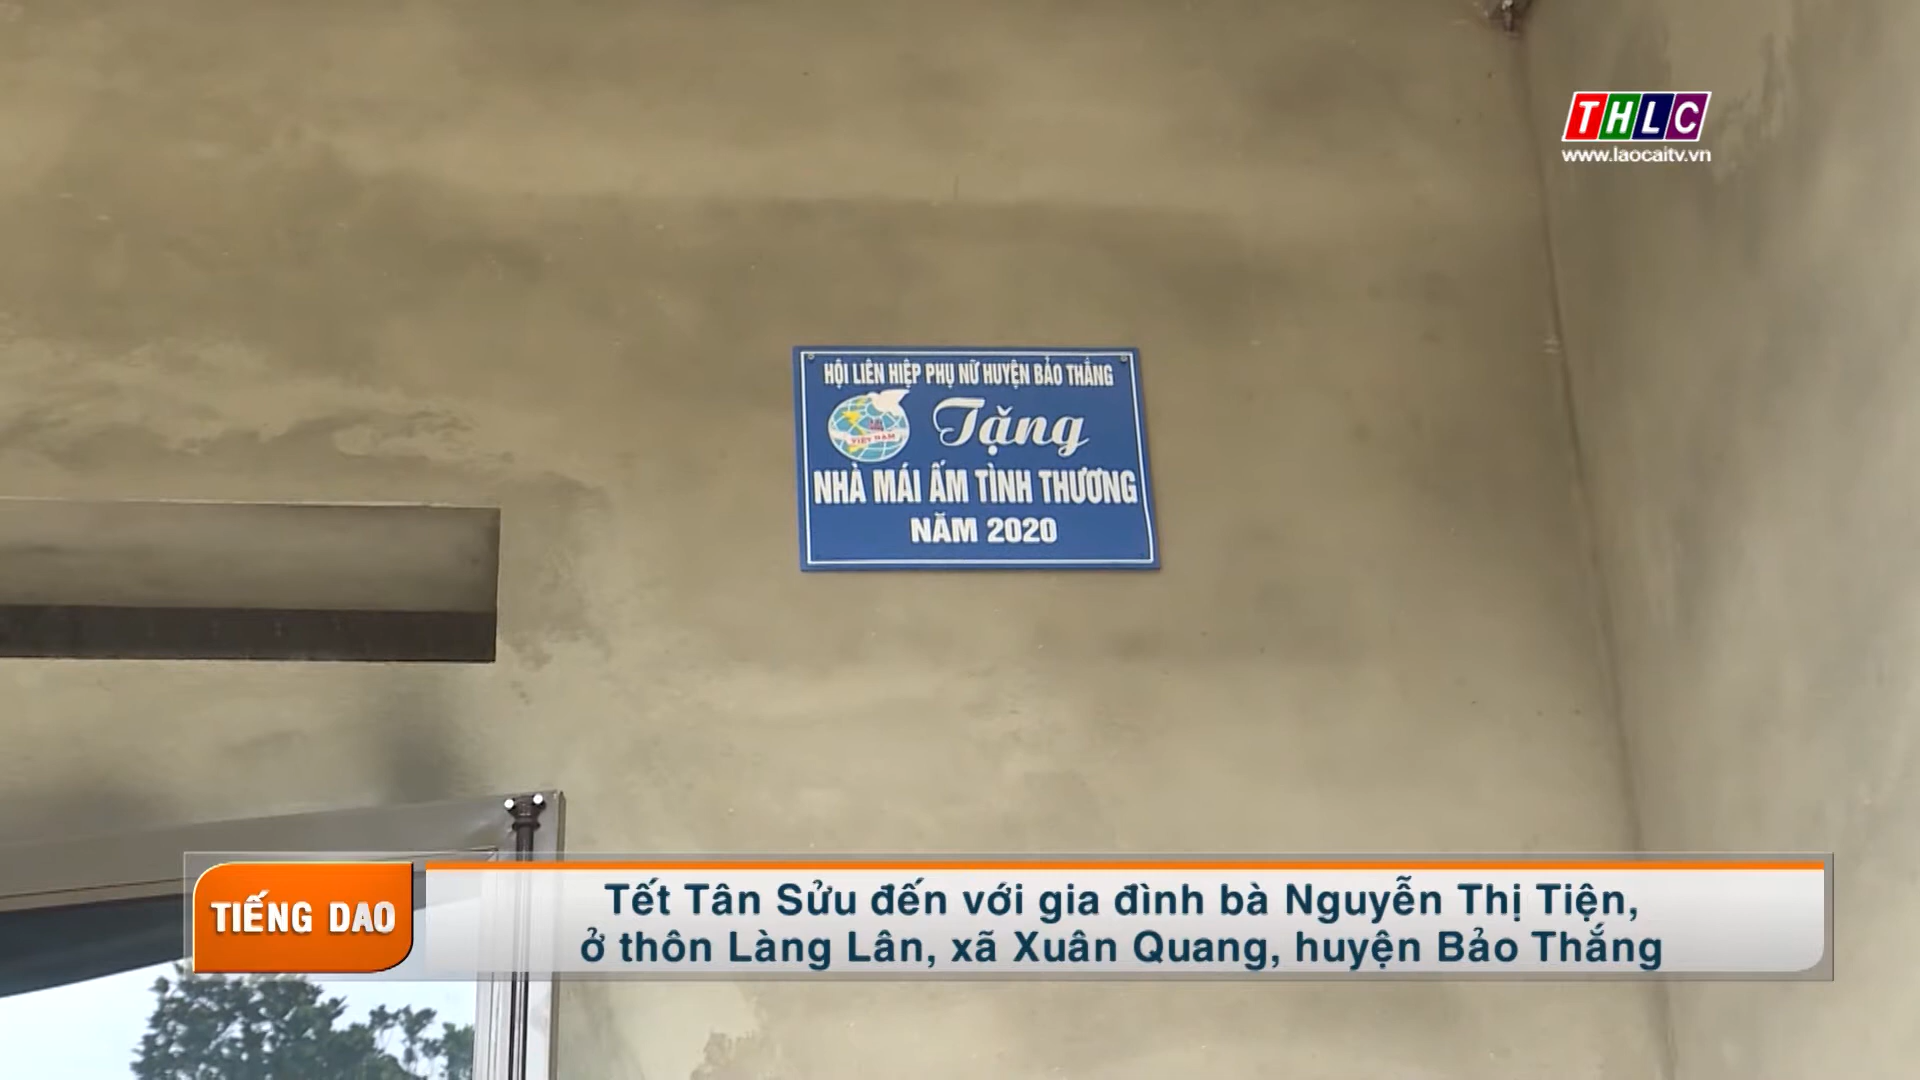 THLC
www.laocaitv.vn
HỘI LIÊN HIỆP PHỤ NỮ HUYỆN BẢO THẮNG
VIỆT NAM
Tặng
NHÀ MÁI ẤM TÌNH THƯƠNG
NĂM 2020
TIẾNG DAO
Tết Tân Sửu đến với gia đình bà Nguyễn Thị Tiện,
ở thôn Làng Lân, xã Xuân Quang, huyện Bảo Thắng